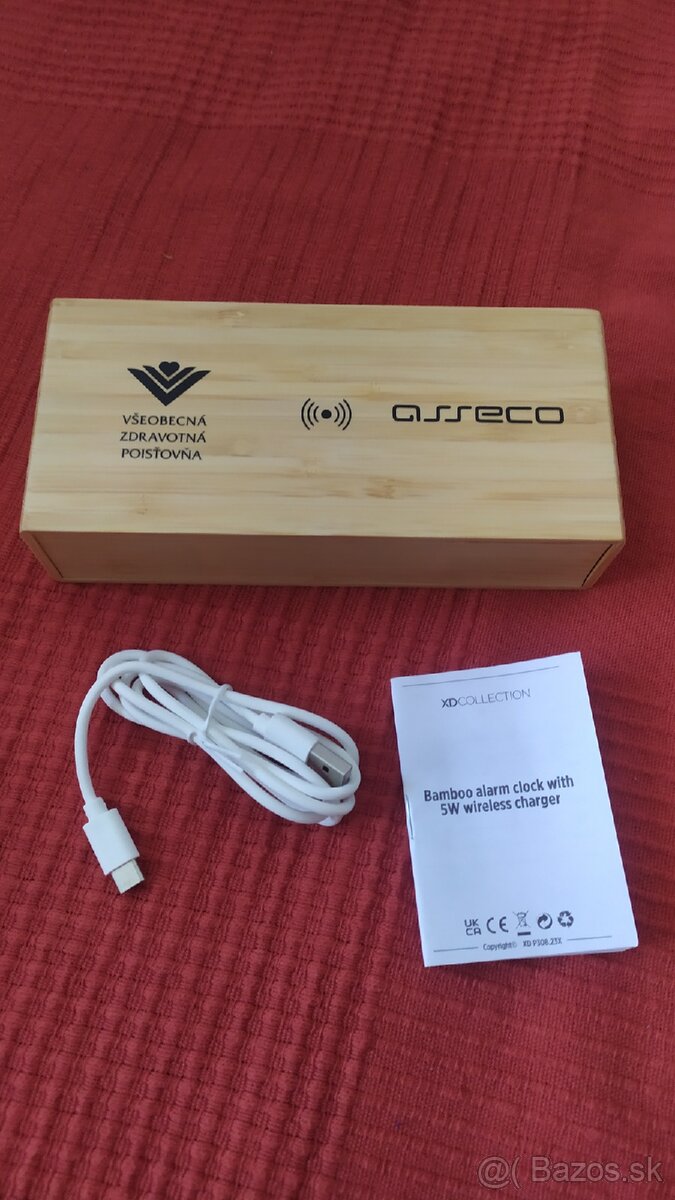 VŠEOBECNÁ
ZDRAVOTNÁ
POISŤOVŇA
asseco
XDCOLLECTION
Bamboo alarm clock with
5W wireless charger
UK
CA CE
Copyright© XD P308.23X
@( Bazos.sk